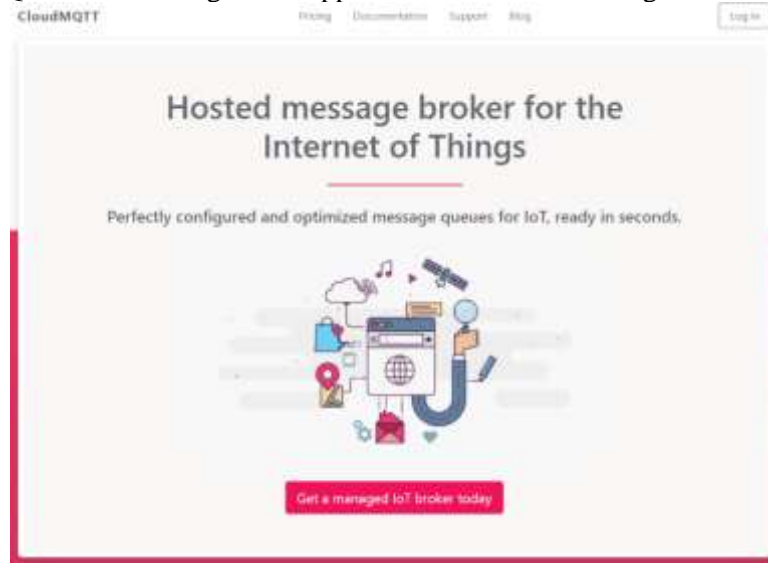 CloudMQTT Pricing Documentation Support Blog Log in
Hosted message broker for the
Internet of Things
Perfectly configured and optimized message queues for IoT, ready in seconds.
Get a managed IoT broker today